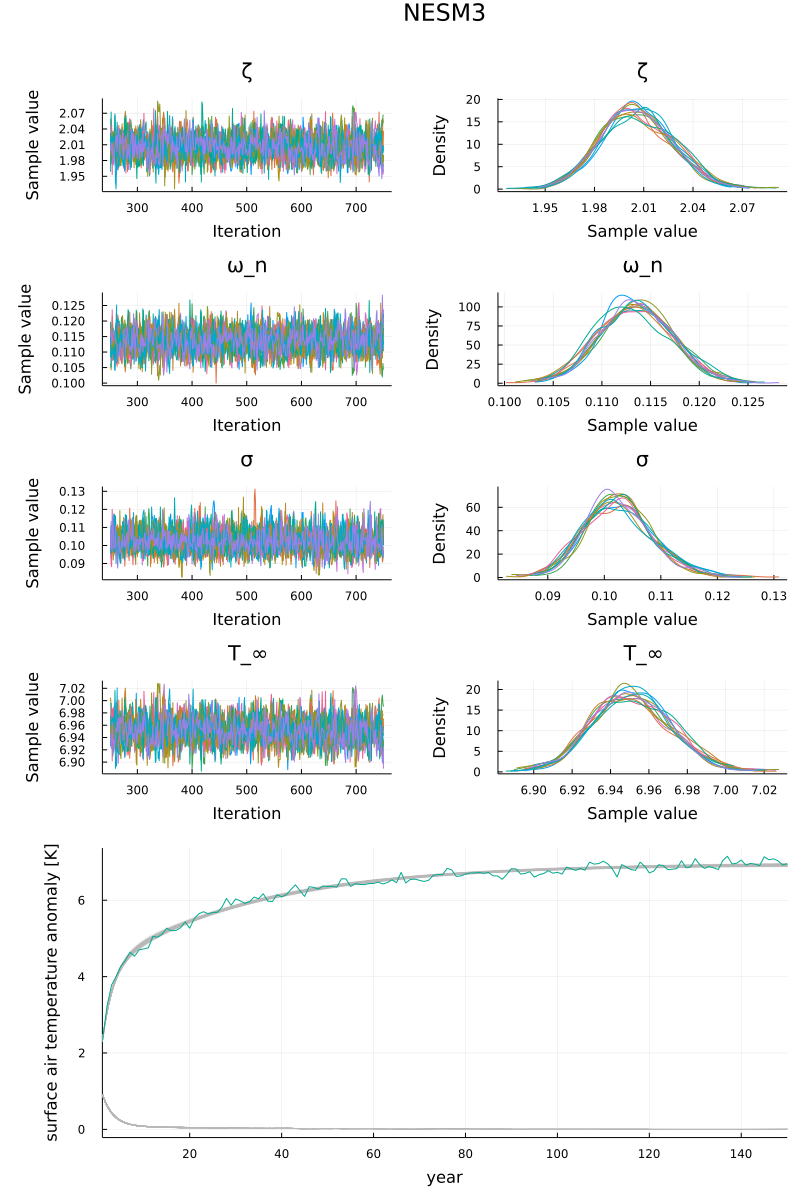 NESM3
ζ
Sample value
2.07
2.04
2.01
1.98
1.95
300 400 500 600 700
Iteration
ζ
Density
20
15
10
5
0
1.95 1.98 2.01 2.04 2.07
Sample value
ω_n
Sample value
0.125
0.120
0.115
0.110
0.105
0.100
300 400 500 600 700
Iteration
ω_n
Density
100
75
50
25
0
0.100 0.105 0.110 0.115 0.120 0.125
Sample value
σ
Sample value
0.13
0.12
0.11
0.10
0.09
300 400 500 600 700
Iteration
σ
Density
60
40
20
0
0.09 0.10 0.11 0.12 0.13
Sample value
T_∞
Sample value
7.02
7.00
6.98
6.96
6.94
6.92
6.90
300 400 500 600 700
Iteration
T_∞
Density
20
15
10
5
0
6.90 6.92 6.94 6.96 6.98 7.00 7.02
Sample value
surface air temperature anomaly [K]
6
4
2
0
20 40 60 80 100 120 140
year